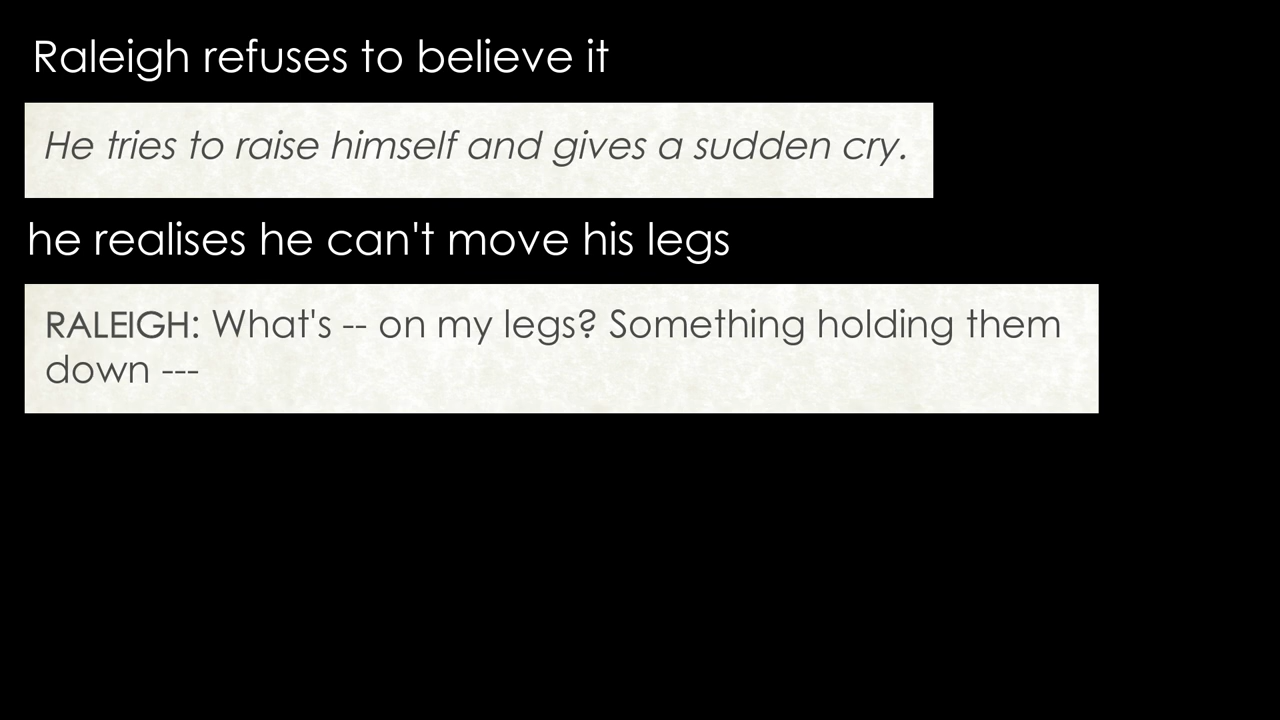 Raleigh refuses to believe it
He tries to raise himself and gives a sudden cry.
he realises he can't move his legs
RALEIGH: What's -- on my legs? Something holding them
down ---